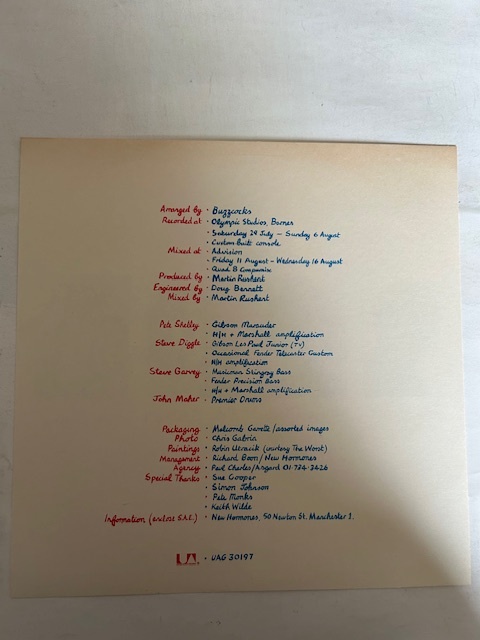 Arranged by · Buzzcocks
Recorded at · Olympic Studios, Barnes
· Saturday 29 July – Sunday 6 August
· Custom built console
Mixed at · Advision
· Friday 11 August – Wednesday 16 August
· Quad 8 Compumix
Produced by · Martin Rushent
Engineered by · Doug Bennett
Mixed by · Martin Rushent
Pete Shelley · Gibson Marauder
· H/H + Marshall amplification
Steve Diggle · Gibson Les Paul Junior (TV)
· Occasional Fender Telecaster Custom
· H/H amplification
Steve Garvey · Musicman Stingray Bass
· Fender Precision Bass
· H/H + Marshall amplification
John Maher · Premier Drums
Packaging · Malcomb Garrett/assorted images
Photo · Chris Gabrin
Paintings · Robin Utracik (courtesy The Worst)
Management · Richard Boon/New Hormones
Agency · Paul Charles/Asgard 01-734-3426
Special Thanks · Sue Cooper
· Simon Johnson
· Pete Monks
· Keith Wilde
Information (enclose S.A.E.) · New Hormones, 50 Newton St. Manchester 1.
UA · UAG 30197